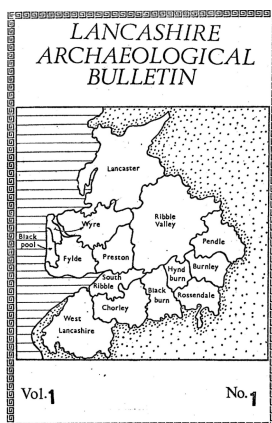 LANCASHIRE
ARCHAEOLOGICAL
BULLETIN
Lancaster
Wyre
Ribble
Valley
Black
pool
Fylde
Preston
Pendle
Hynd
burn
Burnley
South
Ribble
Black
burn
Rossendale
Chorley
West
Lancashire
Vol.1 No.1